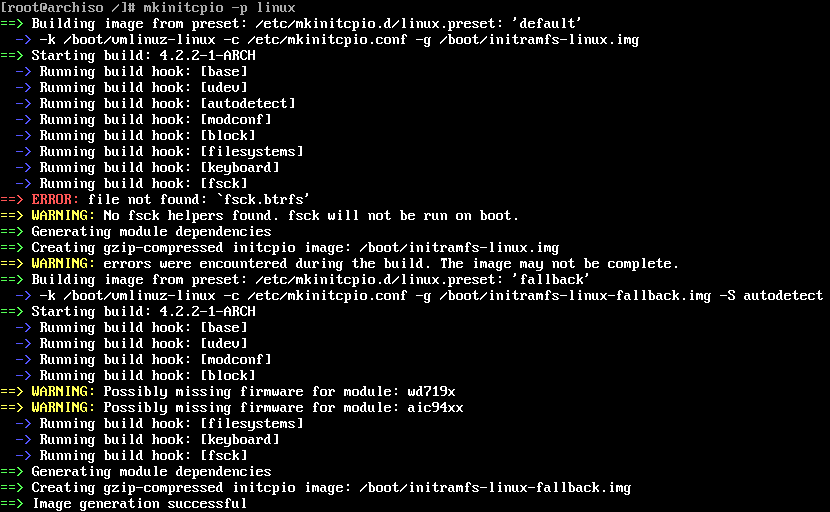 [root@archiso /]# mkinitcpio -p linux
==> Building image from preset: /etc/mkinitcpio.d/linux.preset: 'default'
  -> -k /boot/vmlinuz-linux -c /etc/mkinitcpio.conf -g /boot/initramfs-linux.img
==> Starting build: 4.2.2-1-ARCH
  -> Running build hook: [base]
  -> Running build hook: [udev]
  -> Running build hook: [autodetect]
  -> Running build hook: [modconf]
  -> Running build hook: [block]
  -> Running build hook: [filesystems]
  -> Running build hook: [keyboard]
  -> Running build hook: [fsck]
==> ERROR: file not found: `fsck.btrfs'
==> WARNING: No fsck helpers found. fsck will not be run on boot.
==> Generating module dependencies
==> Creating gzip-compressed initcpio image: /boot/initramfs-linux.img
==> WARNING: errors were encountered during the build. The image may not be complete.
==> Building image from preset: /etc/mkinitcpio.d/linux.preset: 'fallback'
  -> -k /boot/vmlinuz-linux -c /etc/mkinitcpio.conf -g /boot/initramfs-linux-fallback.img -S autodetect
==> Starting build: 4.2.2-1-ARCH
  -> Running build hook: [base]
  -> Running build hook: [udev]
  -> Running build hook: [modconf]
  -> Running build hook: [block]
==> WARNING: Possibly missing firmware for module: wd719x
==> WARNING: Possibly missing firmware for module: aic94xx
  -> Running build hook: [filesystems]
  -> Running build hook: [keyboard]
  -> Running build hook: [fsck]
==> Generating module dependencies
==> Creating gzip-compressed initcpio image: /boot/initramfs-linux-fallback.img
==> Image generation successful